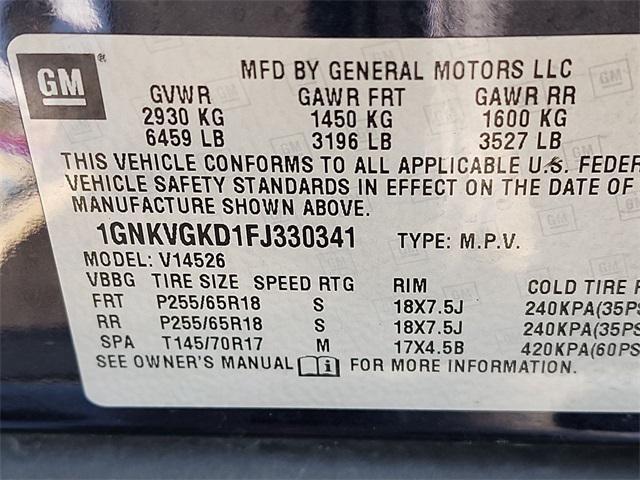 GM ®
MFD BY GENERAL MOTORS LLC
GVWR GAWR FRT GAWR RR
2930 KG 1450 KG 1600 KG
6459 LB 3196 LB 3527 LB
THIS VEHICLE CONFORMS TO ALL APPLICABLE U.S. FEDER
VEHICLE SAFETY STANDARDS IN EFFECT ON THE DATE OF
MANUFACTURE SHOWN ABOVE.
1GNKVGKD1FJ330341 TYPE: M.P.V.
MODEL: V14526
VBBG TIRE SIZE SPEED RTG RIM COLD TIRE P
FRT P255/65R18 S 18X7.5J 240KPA(35PS
RR P255/65R18 S 18X7.5J 240KPA(35PS
SPA T145/70R17 M 17X4.5B 420KPA(60PS
SEE OWNER'S MANUAL i FOR MORE INFORMATION.